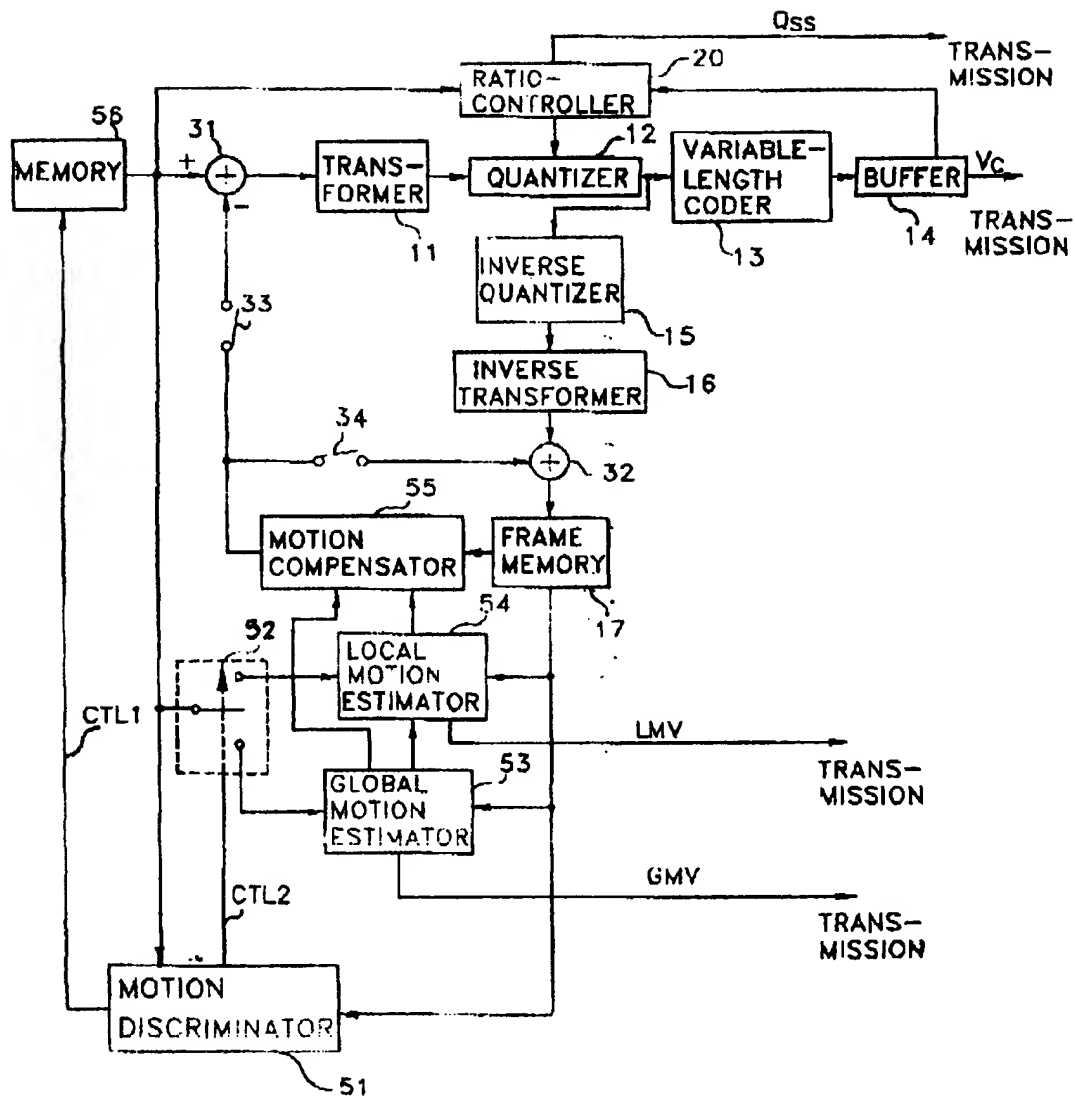 QSS
TRANS-
MISSION
20
RATIO-
CONTROLLER
56
MEMORY
31
+
+
-
TRANS-
FORMER
11
12
QUANTIZER
VARIABLE-
LENGTH
CODER
13
BUFFER
14
VC
TRANS-
MISSION
INVERSE
QUANTIZER
15
33
INVERSE
TRANSFORMER
16
34
+
32
55
MOTION
COMPENSATOR
FRAME
MEMORY
17
54
52
LOCAL
MOTION
ESTIMATOR
CTL1
LMV
TRANS-
MISSION
53
GLOBAL
MOTION
ESTIMATOR
CTL2
GMV
TRANS-
MISSION
MOTION
DISCRIMINATOR
51